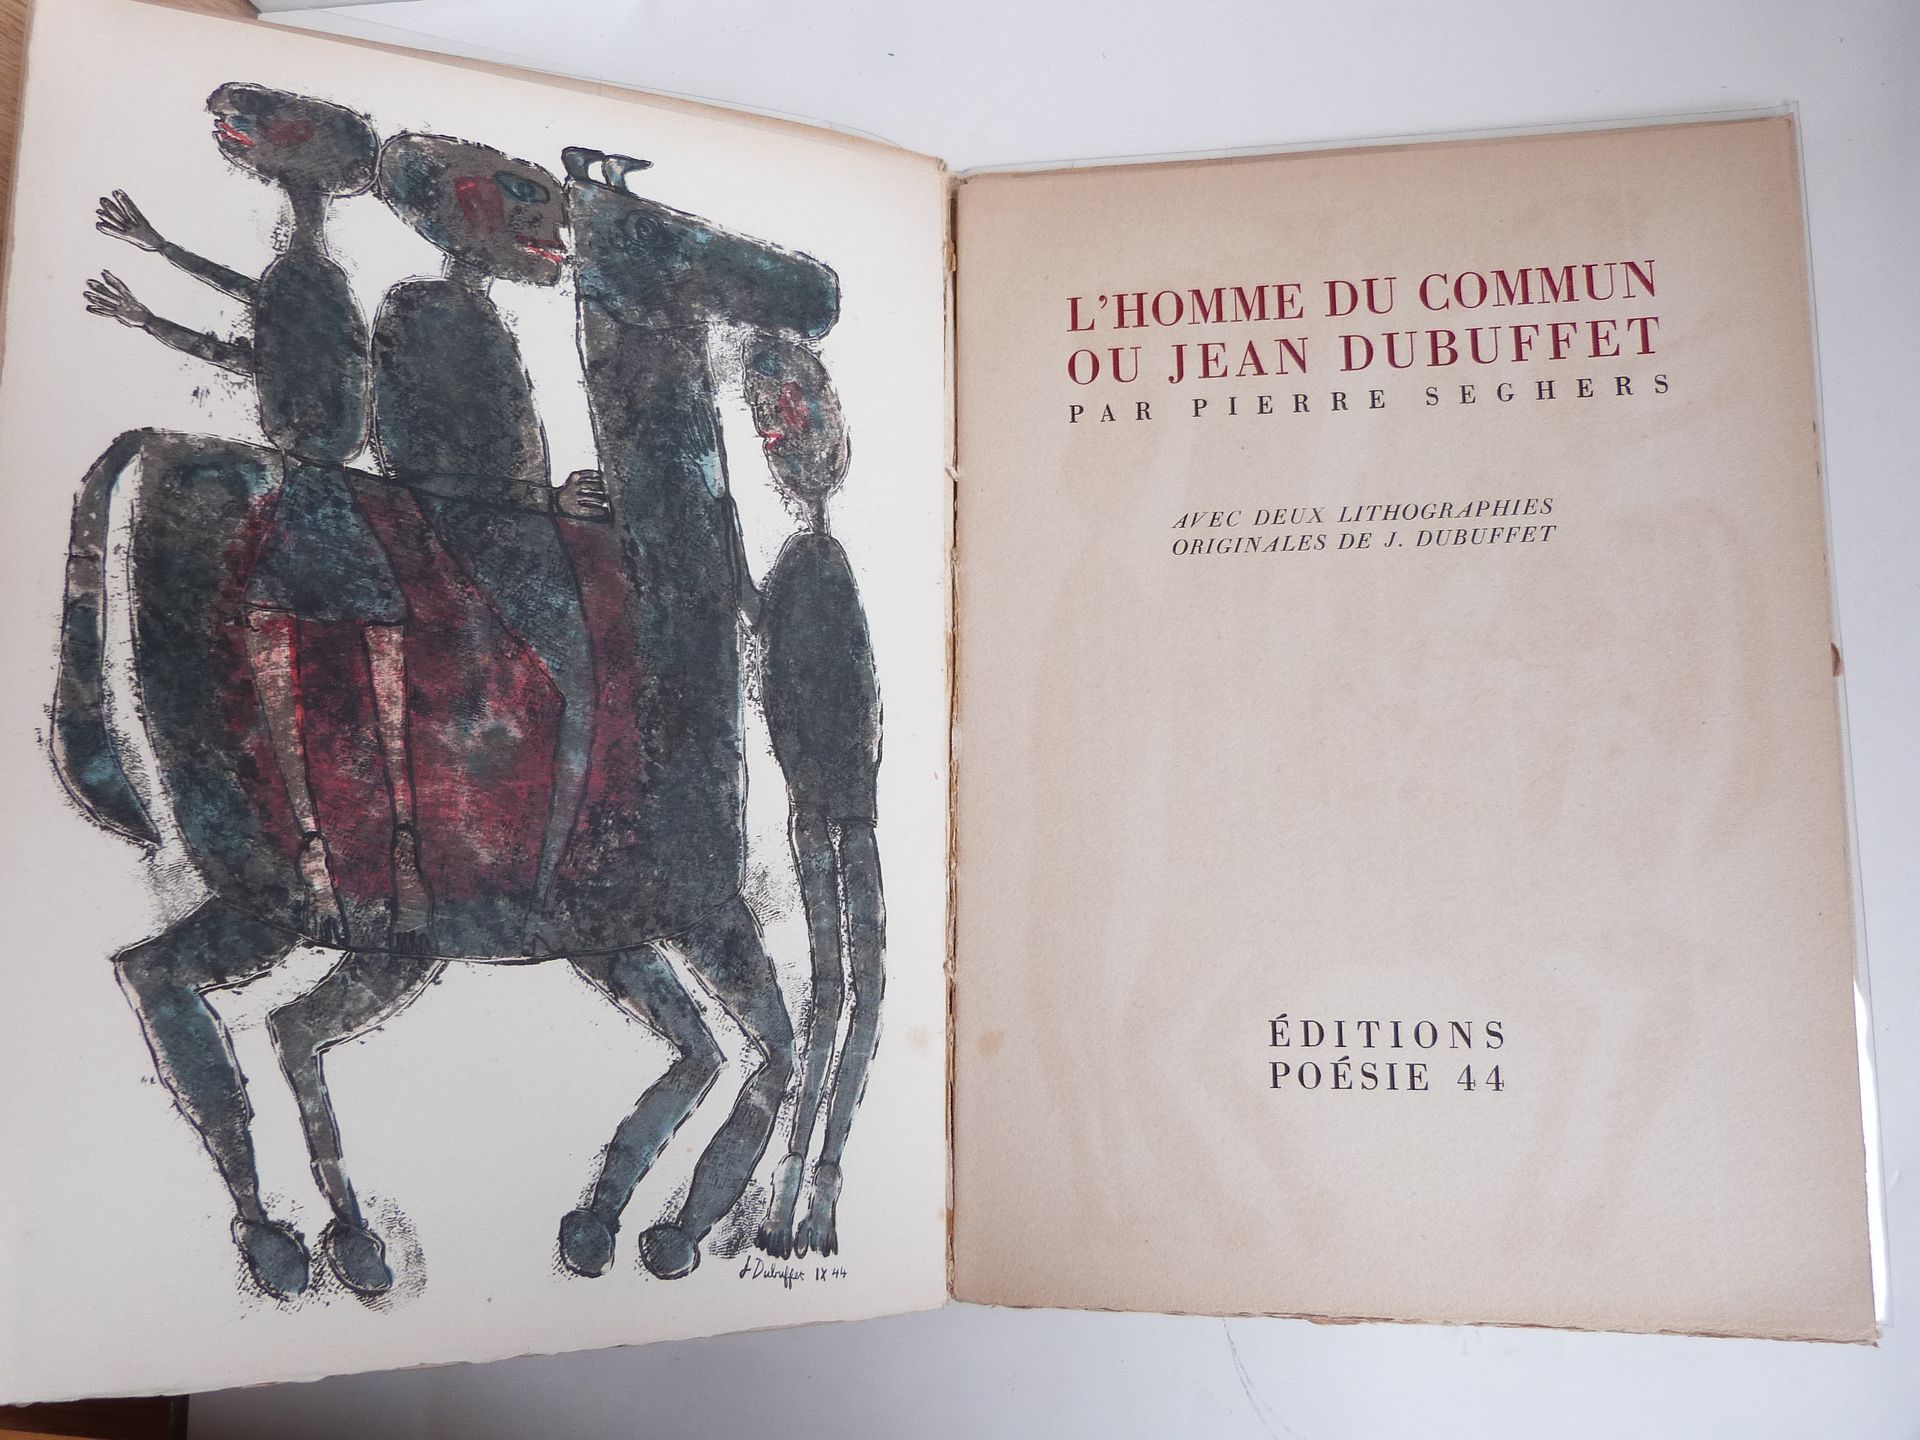 J Dubuffet IX 44
L'HOMME DU COMMUN
OU JEAN DUBUFFET
PAR PIERRE SEGHERS
AVEC DEUX LITHOGRAPHIES
ORIGINALES DE J. DUBUFFET
ÉDITIONS
POÉSIE 44